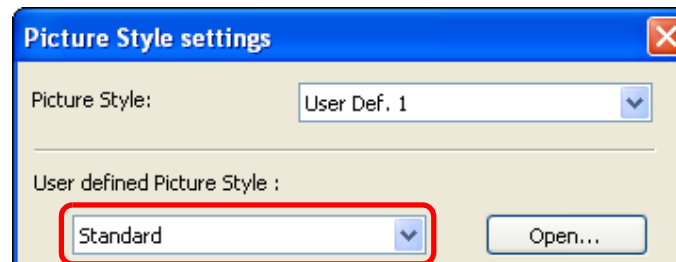 Picture Style settings
Picture Style: User Def. 1
User defined Picture Style :
Standard Open...